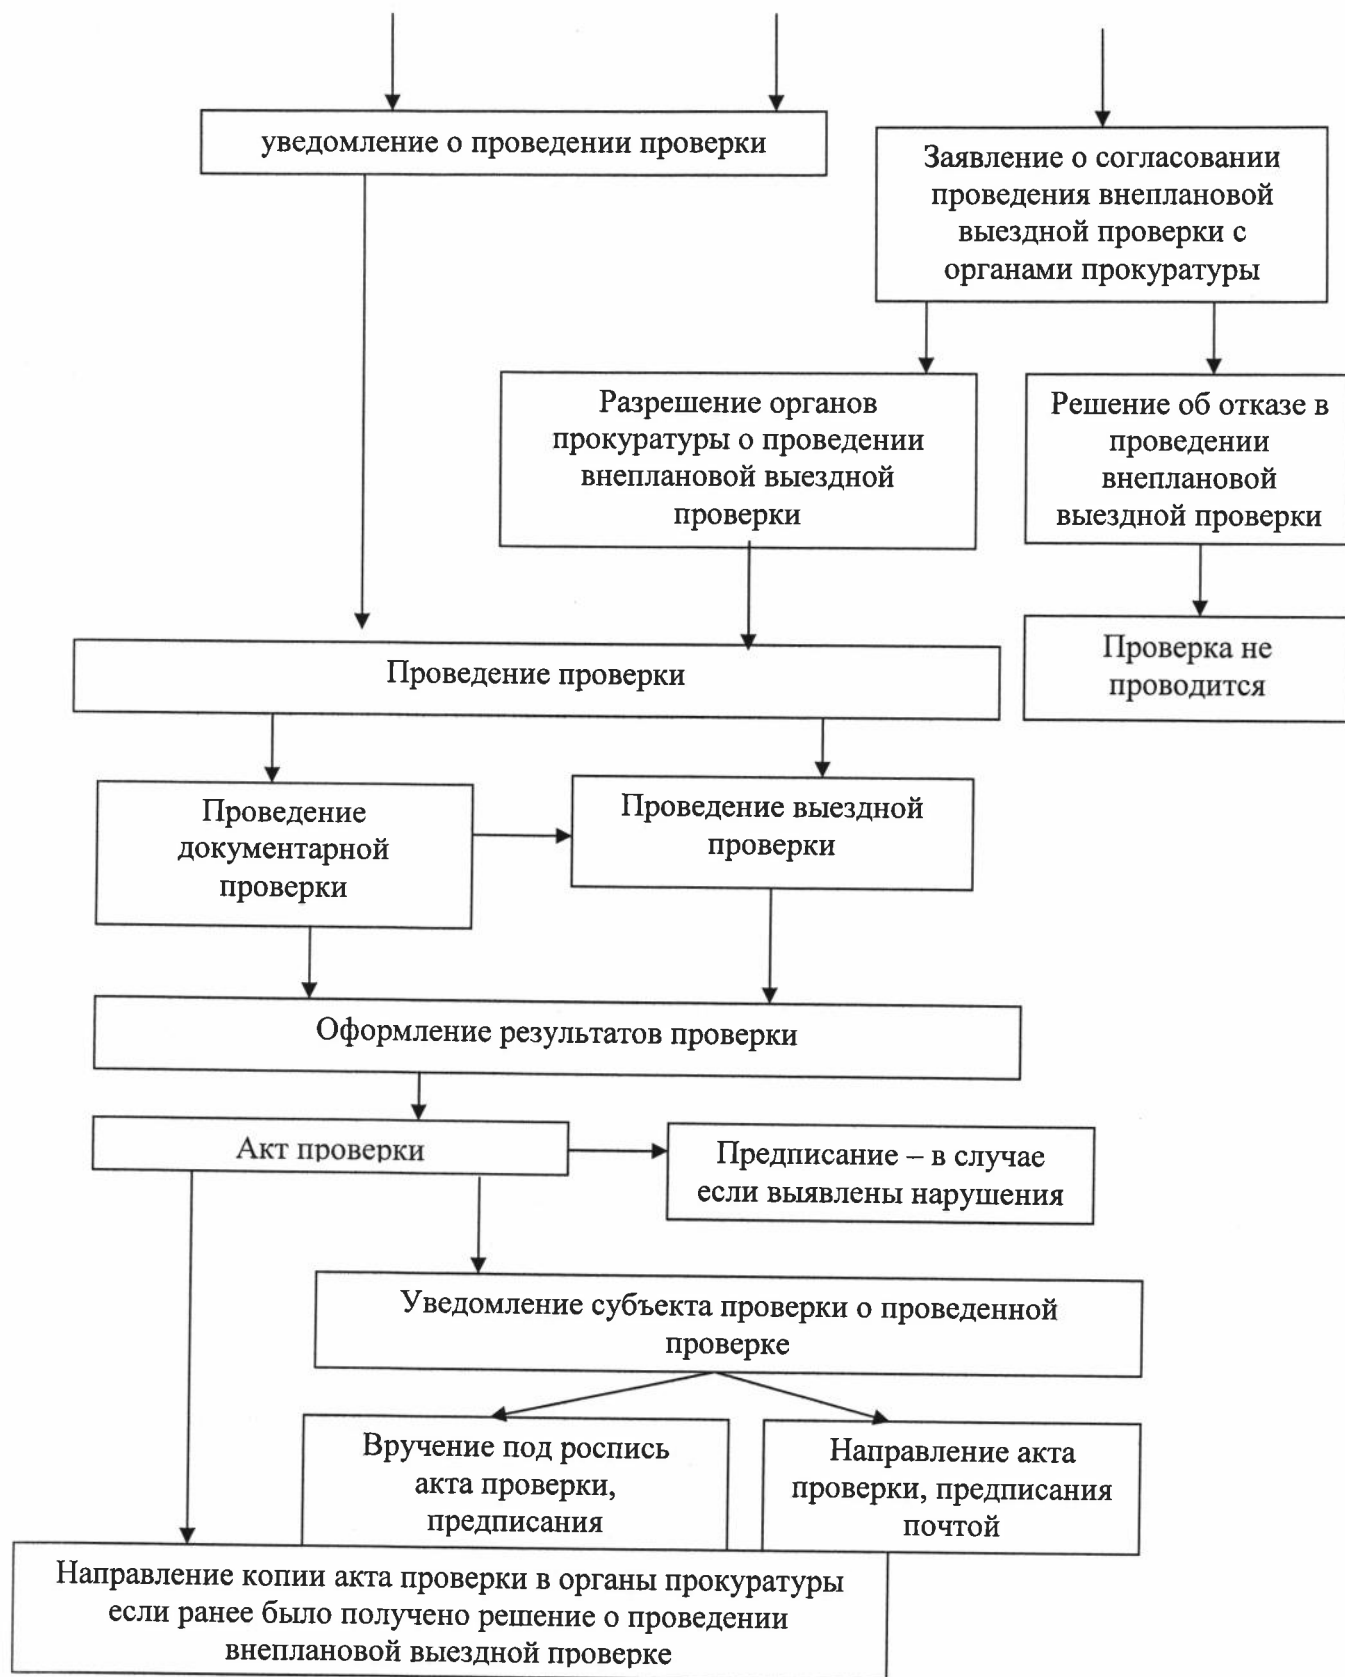 уведомление о проведении проверки
Заявление о согласовании
проведения внеплановой
выездной проверки с
органами прокуратуры
Разрешение органов
прокуратуры о проведении
внеплановой выездной
проверки
Решение об отказе в
проведении
внеплановой
выездной проверки
Проверка не
проводится
Проведение проверки
Проведение
документарной
проверки
Проведение выездной
проверки
Оформление результатов проверки
Акт проверки
Предписание – в случае
если выявлены нарушения
Уведомление субъекта проверки о проведенной
проверке
Вручение под роспись
акта проверки,
предписания
Направление акта
проверки, предписания
почтой
Направление копии акта проверки в органы прокуратуры
если ранее было получено решение о проведении
внеплановой выездной проверке